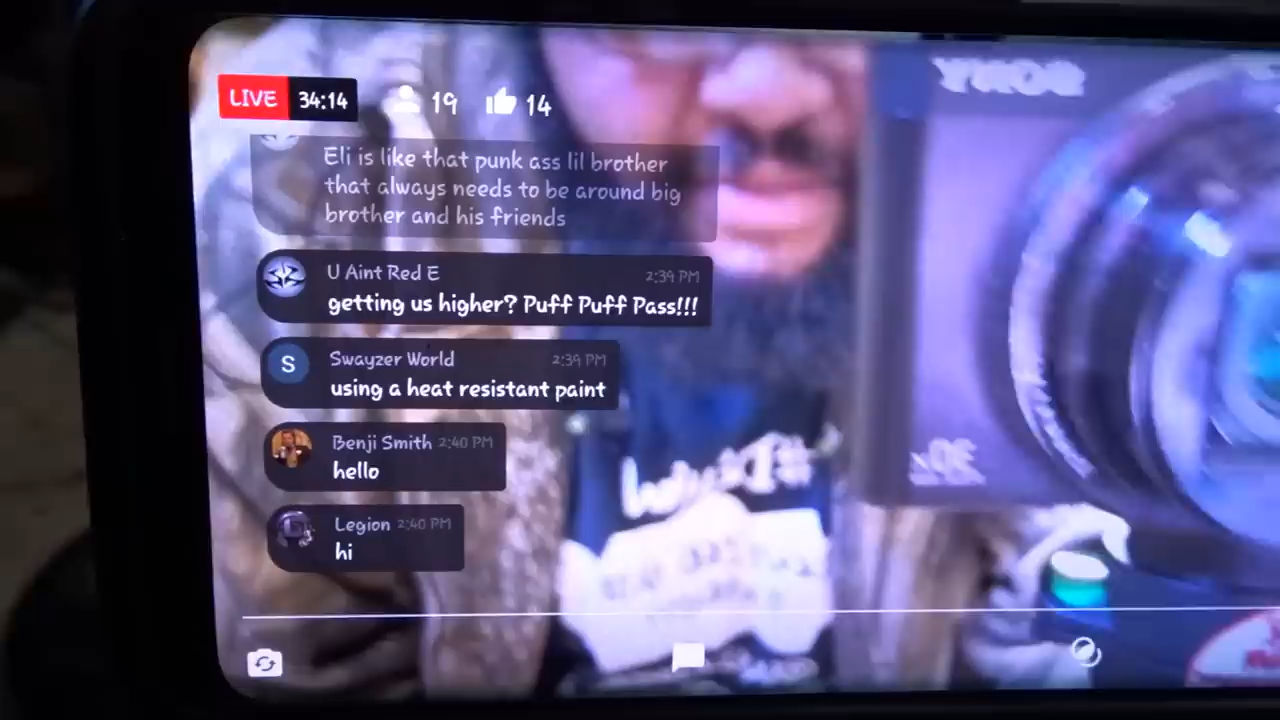 LIVE 34:14 19 14
Eli is like that punk ass lil brother
that always needs to be around big
brother and his friends
U Aint Red E 2:39 PM
getting us higher? Puff Puff Pass!!!
S Swayzer World 2:39 PM
using a heat resistant paint
Benji Smith 2:40 PM
hello
Legion 2:40 PM
hi
SONY